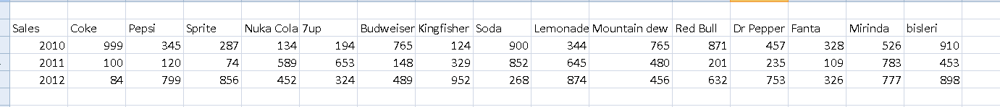 Sales Coke Pepsi Sprite Nuka Cola 7up Budweiser Kingfisher Soda Lemonade Mountain dew Red Bull Dr Pepper Fanta Mirinda bisleri
2010 999 345 287 134 194 765 124 900 344 765 871 457 328 526 910
2011 100 120 74 589 653 148 329 852 645 480 201 235 109 783 453
2012 84 799 856 452 324 489 952 268 874 456 632 753 326 777 898